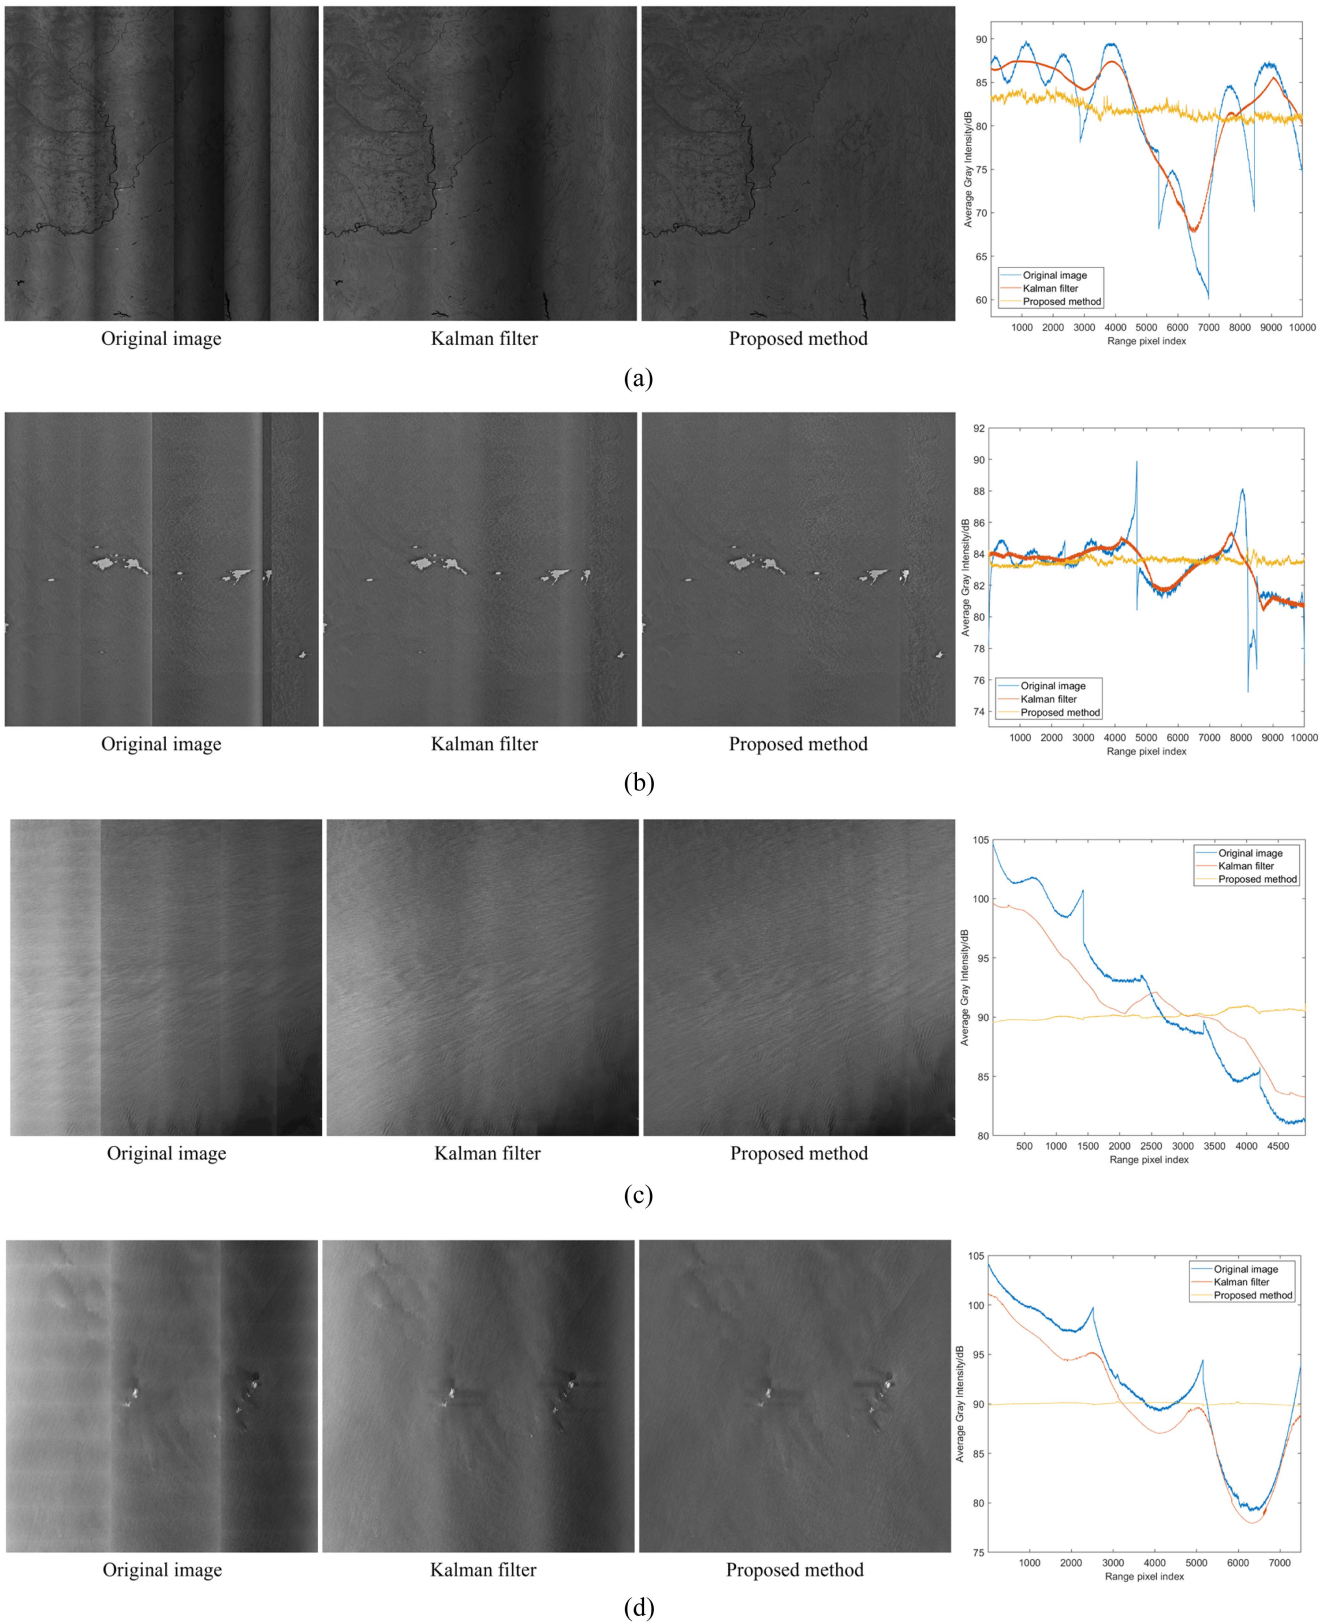 Original image
Kalman filter
Proposed method
90
85
80
75
70
65
60
Average Gray Intensity/dB
Original image
Kalman filter
Proposed method
1000 2000 3000 4000 5000 6000 7000 8000 9000 10000
Range pixel index
(a)
Original image
Kalman filter
Proposed method
92
90
88
86
84
82
80
78
76
74
Average Gray Intensity/dB
Original image
Kalman filter
Proposed method
1000 2000 3000 4000 5000 6000 7000 8000 9000 10000
Range pixel index
(b)
Original image
Kalman filter
Proposed method
105
100
95
90
85
80
Average Gray Intensity/dB
Original image
Kalman filter
Proposed method
500 1000 1500 2000 2500 3000 3500 4000 4500
Range pixel index
(c)
Original image
Kalman filter
Proposed method
105
100
95
90
85
80
75
Average Gray Intensity/dB
Original image
Kalman filter
Proposed method
1000 2000 3000 4000 5000 6000 7000
Range pixel index
(d)